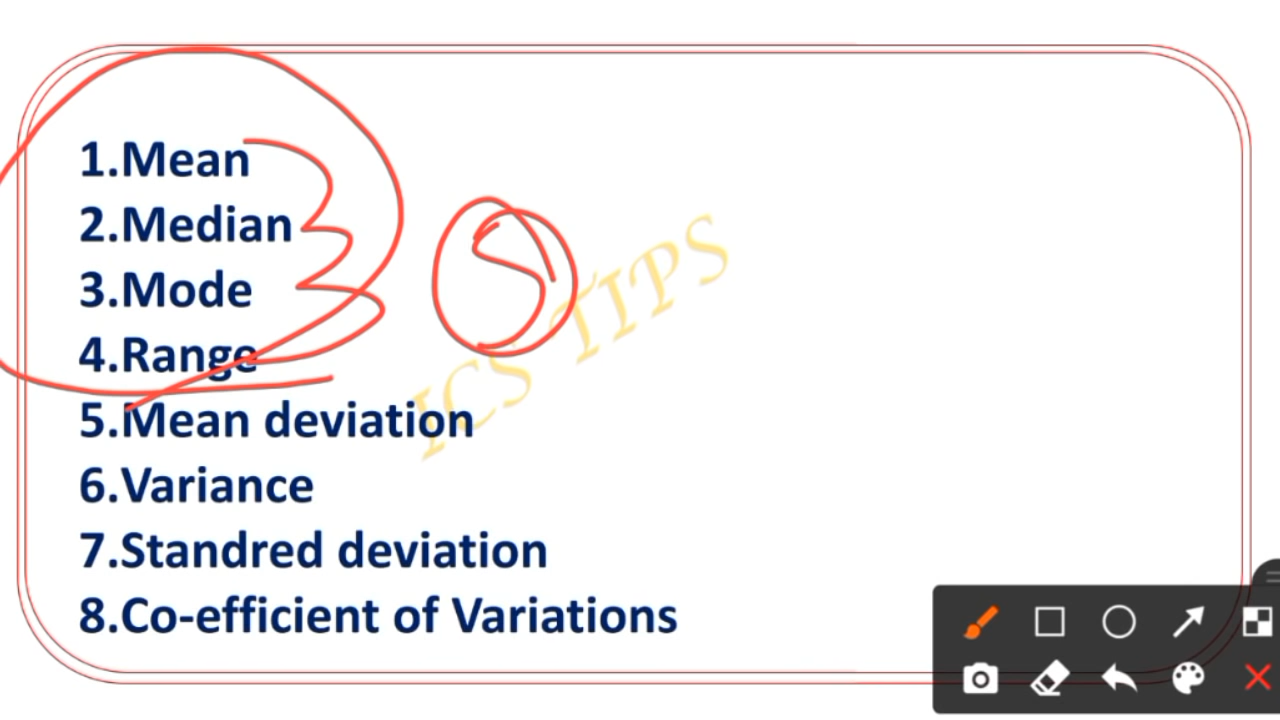 1.Mean
2.Median
3.Mode
4.Range
5.Mean deviation
6.Variance
7.Standred deviation
8.Co-efficient of Variations
ICS TIPS